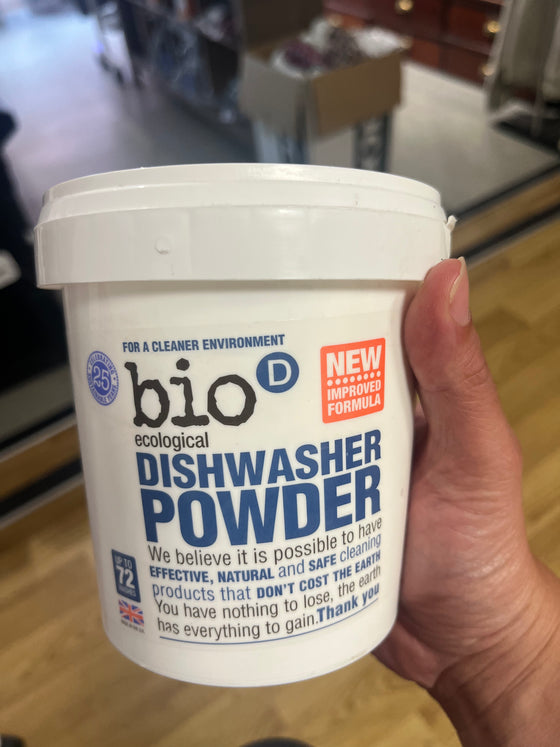 FOR A CLEANER ENVIRONMENT
bio D
ecological
DISHWASHER
POWDER
NEW
IMPROVED
FORMULA
25
UP TO
72
We believe it is possible to have
EFFECTIVE, NATURAL and SAFE cleaning
products that DON'T COST THE EARTH
You have nothing to lose, the earth
has everything to gain. Thank you